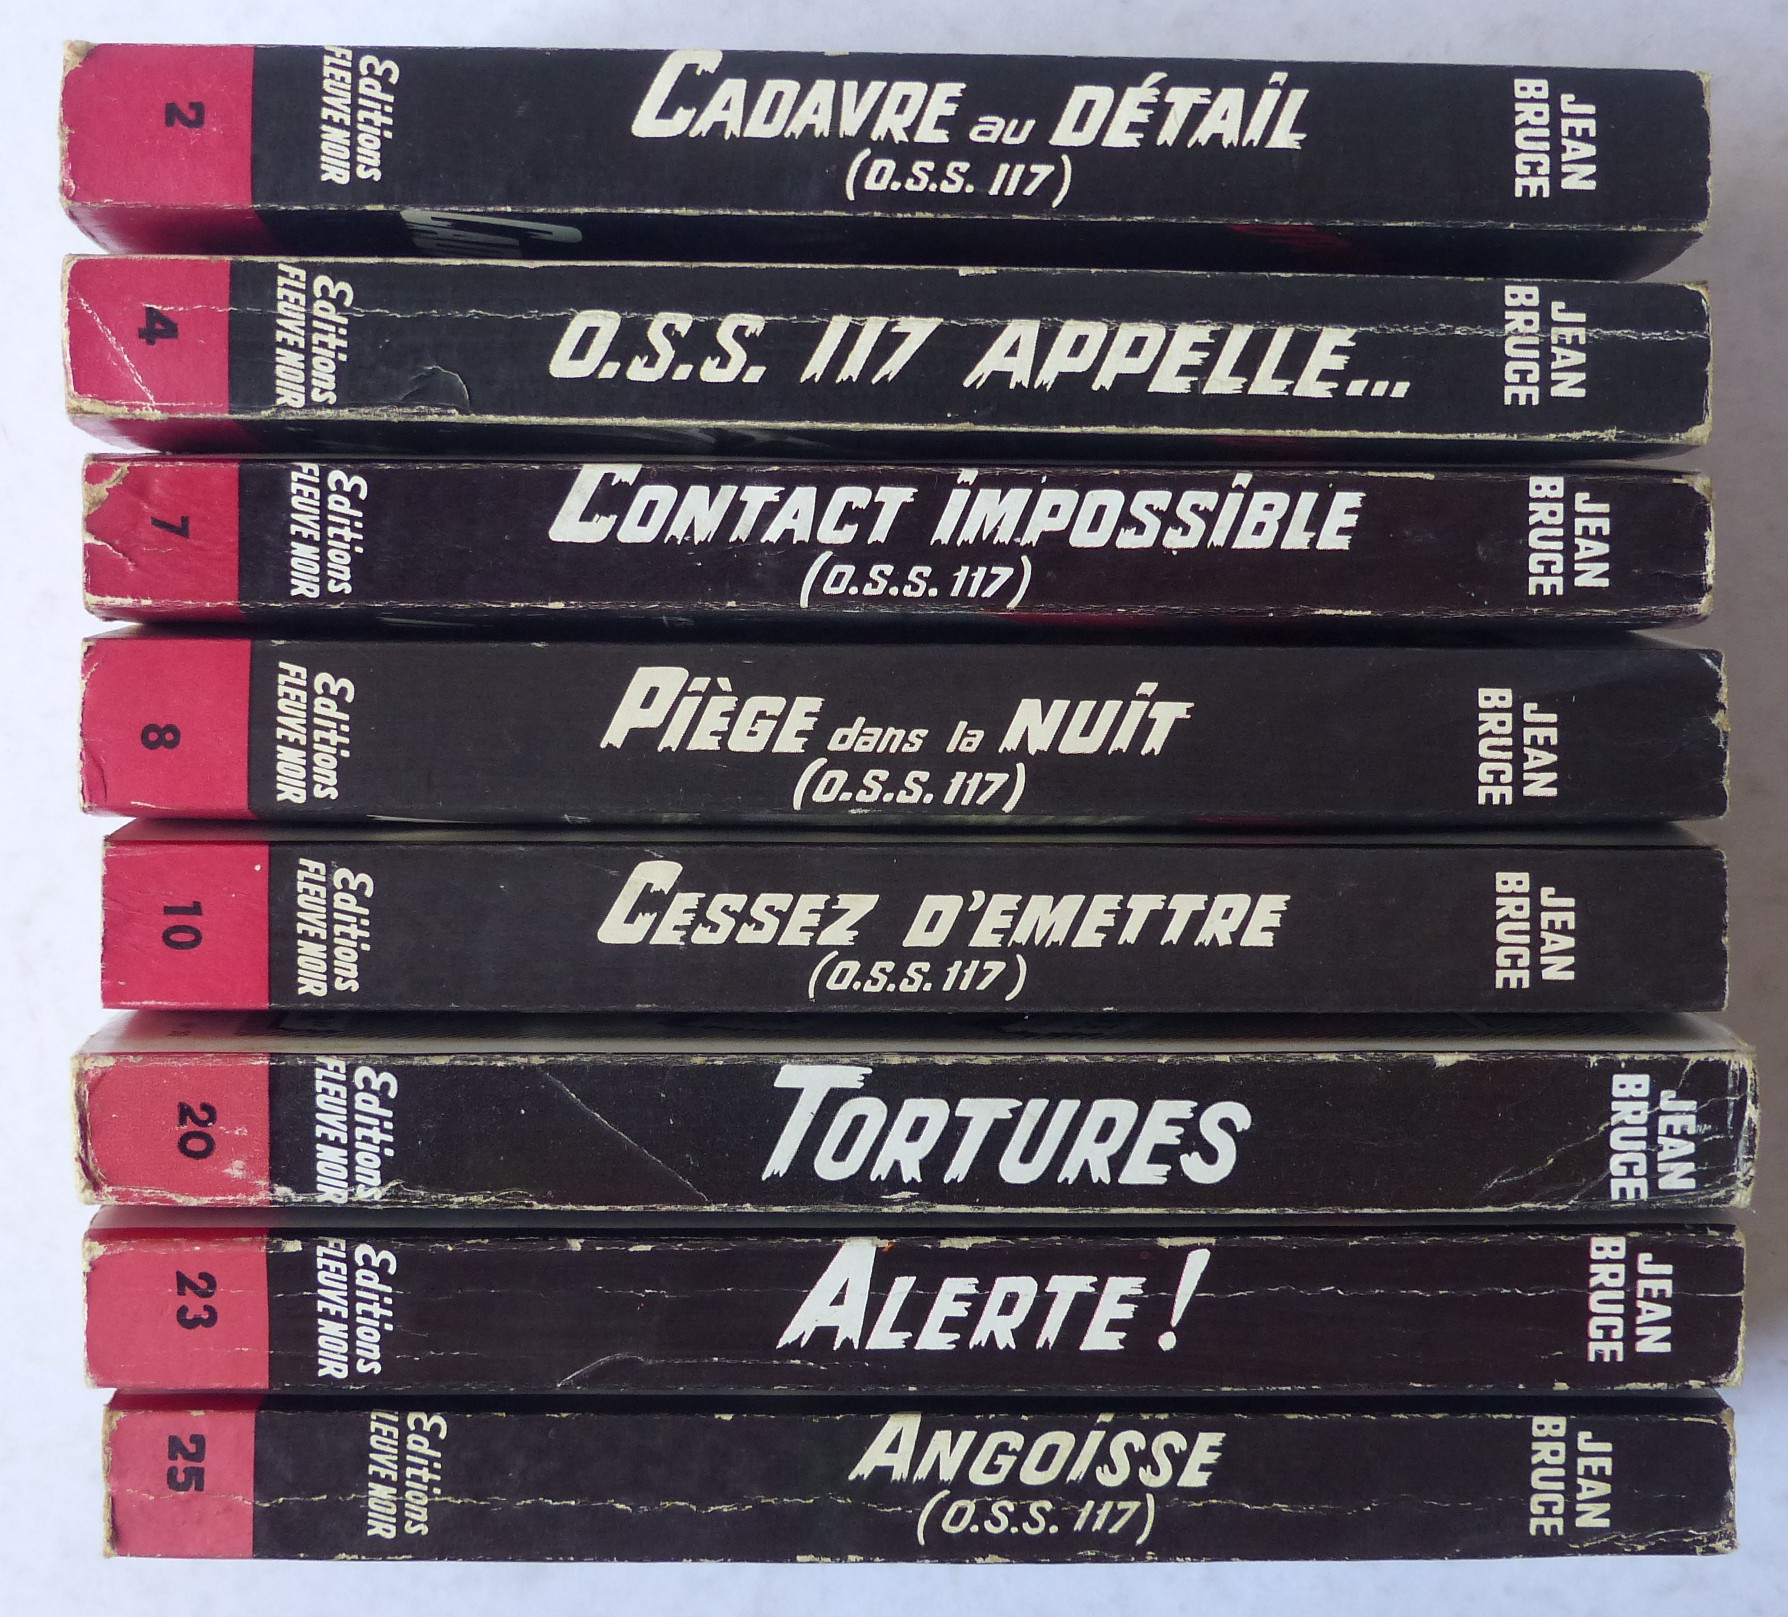 2
Editions
FLEUVE NOIR
CADAVRE au DÉTAIL
(O.S.S. 117)
JEAN
BRUCE
4
Editions
FLEUVE NOIR
O.S.S. 117 APPELLE...
JEAN
BRUCE
7
Editions
FLEUVE NOIR
CONTACT IMPOSSIBLE
(O.S.S. 117)
JEAN
BRUCE
8
Editions
FLEUVE NOIR
PIÈGE dans la NUIT
(O.S.S. 117)
JEAN
BRUCE
10
Editions
FLEUVE NOIR
CESSEZ D'EMETTRE
(O.S.S. 117)
JEAN
BRUCE
20
Editions
FLEUVE NOIR
TORTURES
JEAN
BRUCE
23
Editions
FLEUVE NOIR
ALERTE !
JEAN
BRUCE
25
Editions
FLEUVE NOIR
ANGOISSE
(O.S.S. 117)
JEAN
BRUCE